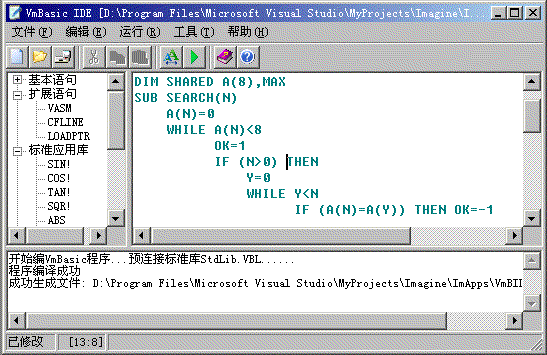 VmBasic IDE [D:\Program Files\Microsoft Visual Studio\MyProjects\Imagine\I...
文件(F) 编辑(E) 运行(R) 工具(T) 帮助(H)
基本语句
扩展语句
VASM
CFLINE
LOADPTR
标准应用库
SIN!
COS!
TAN!
SQR!
ABS
DIM SHARED A(8),MAX
SUB SEARCH(N)
A(N)=0
WHILE A(N)<8
OK=1
IF (N>0) THEN
Y=0
WHILE Y<N
IF (A(N)=A(Y)) THEN OK=-1
开始编VmBasic程序...预连接标准库StdLib.VBL......
程序编译成功
成功生成文件: D:\Program Files\Microsoft Visual Studio\MyProjects\Imagine\ImApps\VmBII
已修改 [13:8]